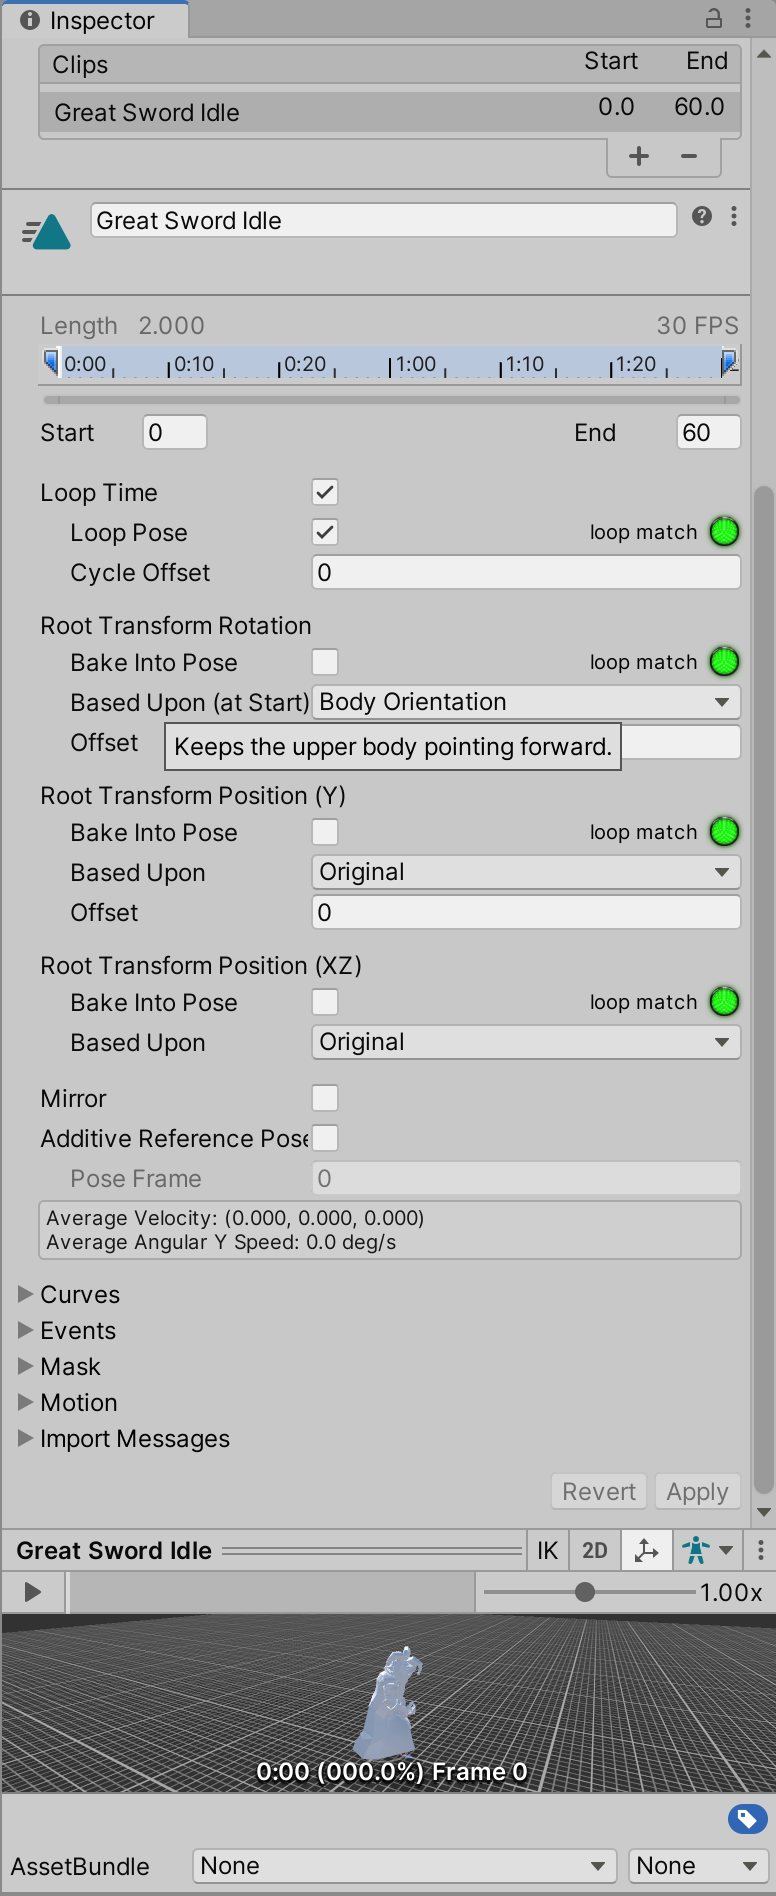 Inspector
Clips Start End
Great Sword Idle 0.0 60.0
+ −
Great Sword Idle
Length 2.000 30 FPS
0:00 0:10 0:20 1:00 1:10 1:20
Start 0 End 60
Loop Time
Loop Pose loop match
Cycle Offset 0
Root Transform Rotation
Bake Into Pose loop match
Based Upon (at Start) Body Orientation
Offset
Keeps the upper body pointing forward.
Root Transform Position (Y)
Bake Into Pose loop match
Based Upon Original
Offset 0
Root Transform Position (XZ)
Bake Into Pose loop match
Based Upon Original
Mirror
Additive Reference Pose
Pose Frame 0
Average Velocity: (0.000, 0.000, 0.000)
Average Angular Y Speed: 0.0 deg/s
Curves
Events
Mask
Motion
Import Messages
Revert Apply
Great Sword Idle IK 2D
1.00x
0:00 (000.0%) Frame 0
AssetBundle None None